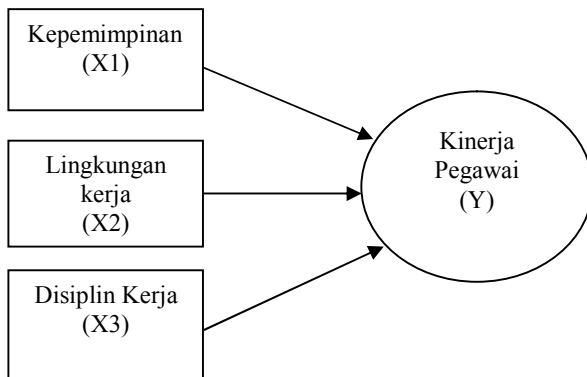 Kepemimpinan
(X1)
Lingkungan
kerja
(X2)
Disiplin Kerja
(X3)
Kinerja
Pegawai
(Y)